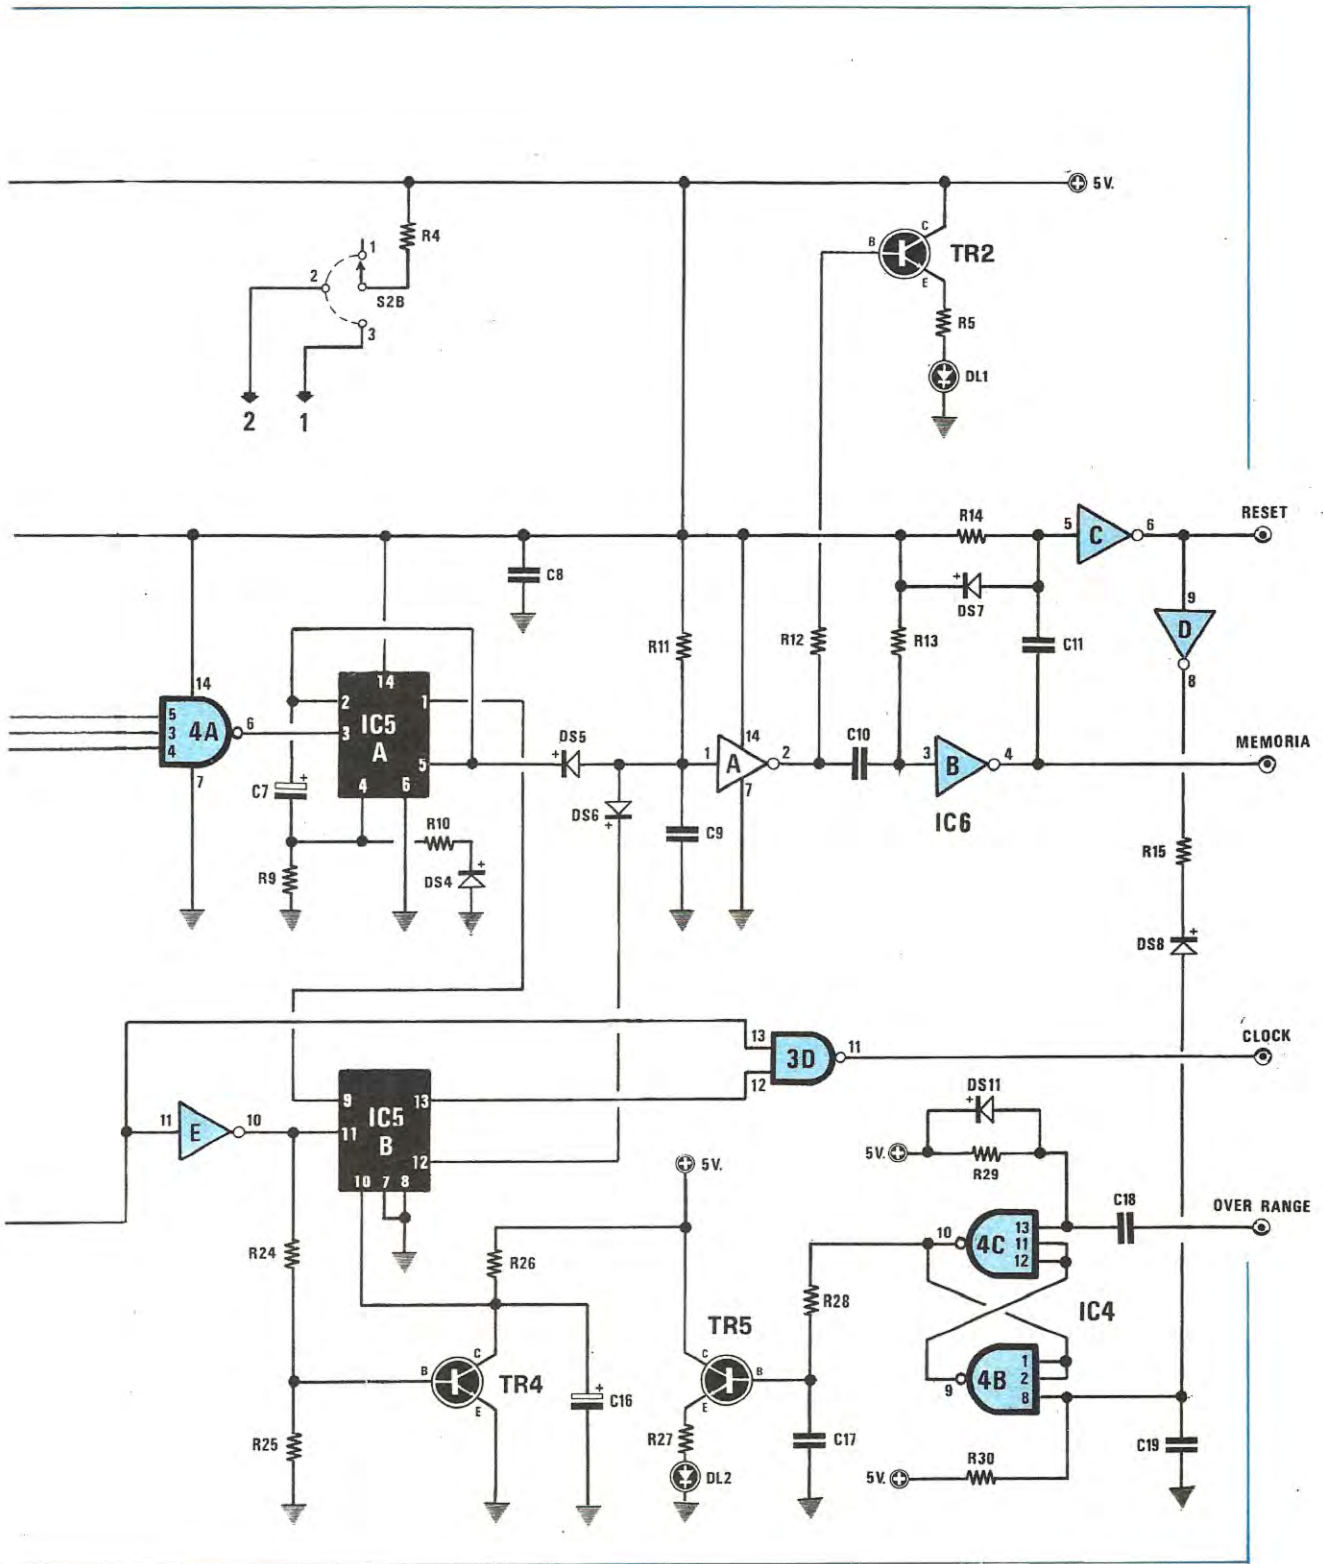 5V.
R4
1
2
S2B
3
2
1
C
B
TR2
E
R5
DL1
R14
5
C
6
RESET
C8
DS7
+
9
D
8
R11
R12
R13
C11
14
5
3
4
4A
6
7
14
2
1
3
IC5
A
5
4
6
C7
+
DS5
+
DS6
+
1
A
2
14
7
C10
3
B
4
MEMORIA
IC6
C9
R10
R9
DS4
+
R15
DS8
+
13
3D
11
12
CLOCK
9
13
IC5
B
11
12
10
7
8
11
E
10
DS11
+
5V.
R29
5V.
C18
OVER RANGE
10
4C
13
11
12
R24
R26
R28
IC4
TR5
C
B
E
C
B
TR4
E
9
4B
1
2
8
C16
+
R27
C17
C19
R25
DL2
5V.
R30